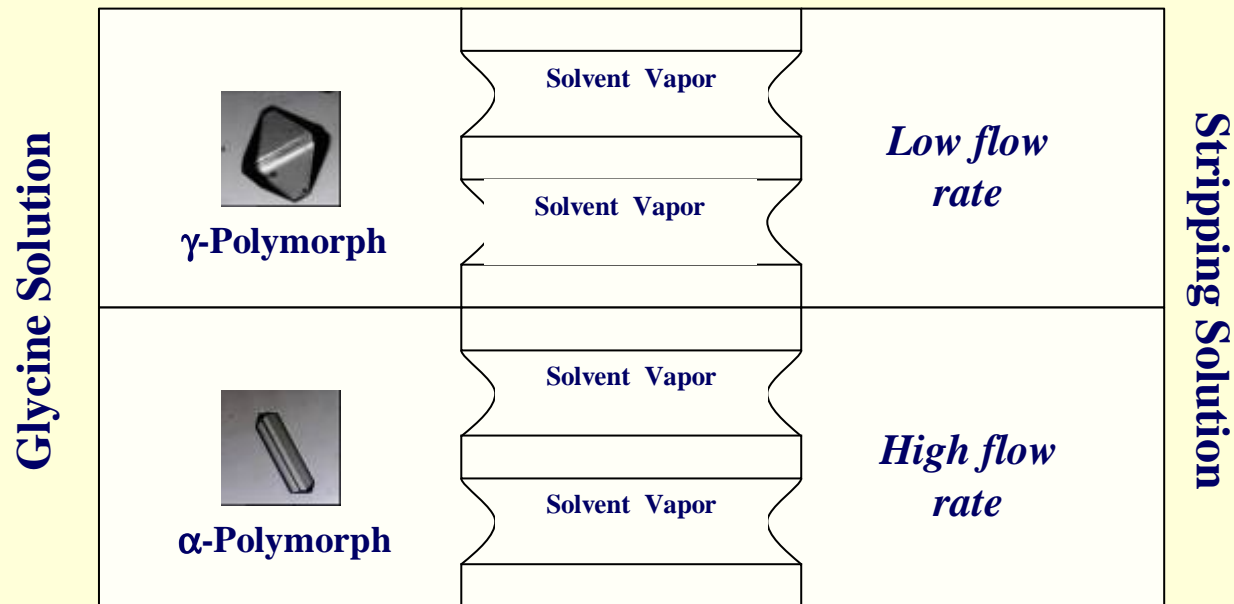 Glycine Solution
Solvent Vapor
Solvent Vapor
γ-Polymorph
Low flow
rate
Solvent Vapor
Solvent Vapor
α-Polymorph
High flow
rate
Stripping Solution